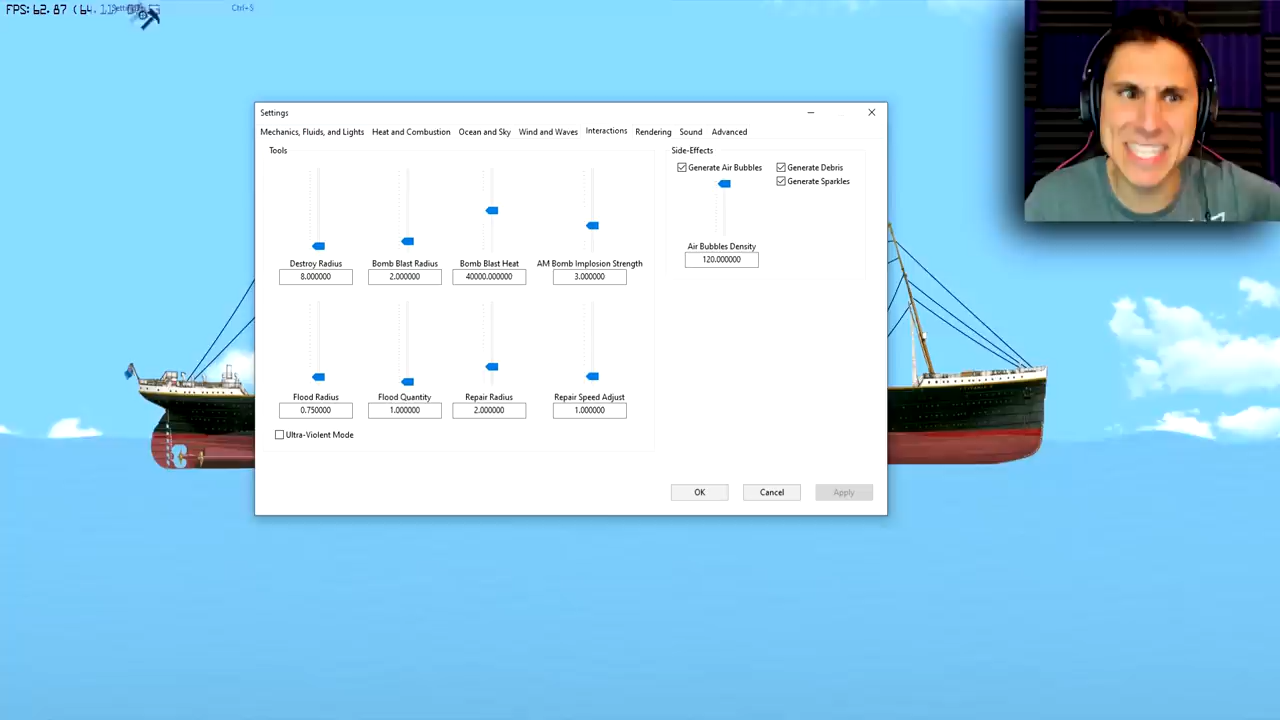 FPS: 62.87 (64.11)
Ctrl+S
Settings
Mechanics, Fluids, and Lights Heat and Combustion Ocean and Sky Wind and Waves Interactions Rendering Sound Advanced
Tools
Side-Effects
Generate Air Bubbles Generate Debris
Generate Sparkles
Air Bubbles Density
120.000000
Destroy Radius Bomb Blast Radius Bomb Blast Heat AM Bomb Implosion Strength
8.000000 2.000000 40000.000000 3.000000
Flood Radius Flood Quantity Repair Radius Repair Speed Adjust
0.750000 1.000000 2.000000 1.000000
Ultra-Violent Mode
OK Cancel Apply